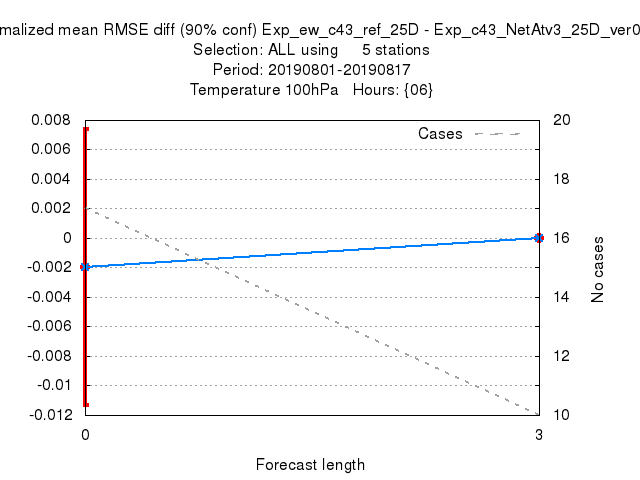 malized mean RMSE diff (90% conf) Exp_ew_c43_ref_25D - Exp_c43_NetAtv3_25D_ver0
Selection: ALL using 5 stations
Period: 20190801-20190817
Temperature 100hPa Hours: {06}
Cases
0.008
0.006
0.004
0.002
0
-0.002
-0.004
-0.006
-0.008
-0.01
-0.012
20
18
16
14
12
10
No cases
0 3
Forecast length